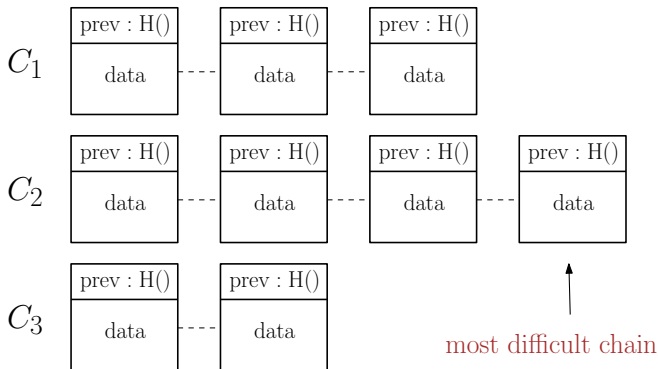 prev : H() prev : H() prev : H()
C1 data data data
prev : H() prev : H() prev : H() prev : H()
C2 data data data data
prev : H() prev : H()
C3 data data
most difficult chain